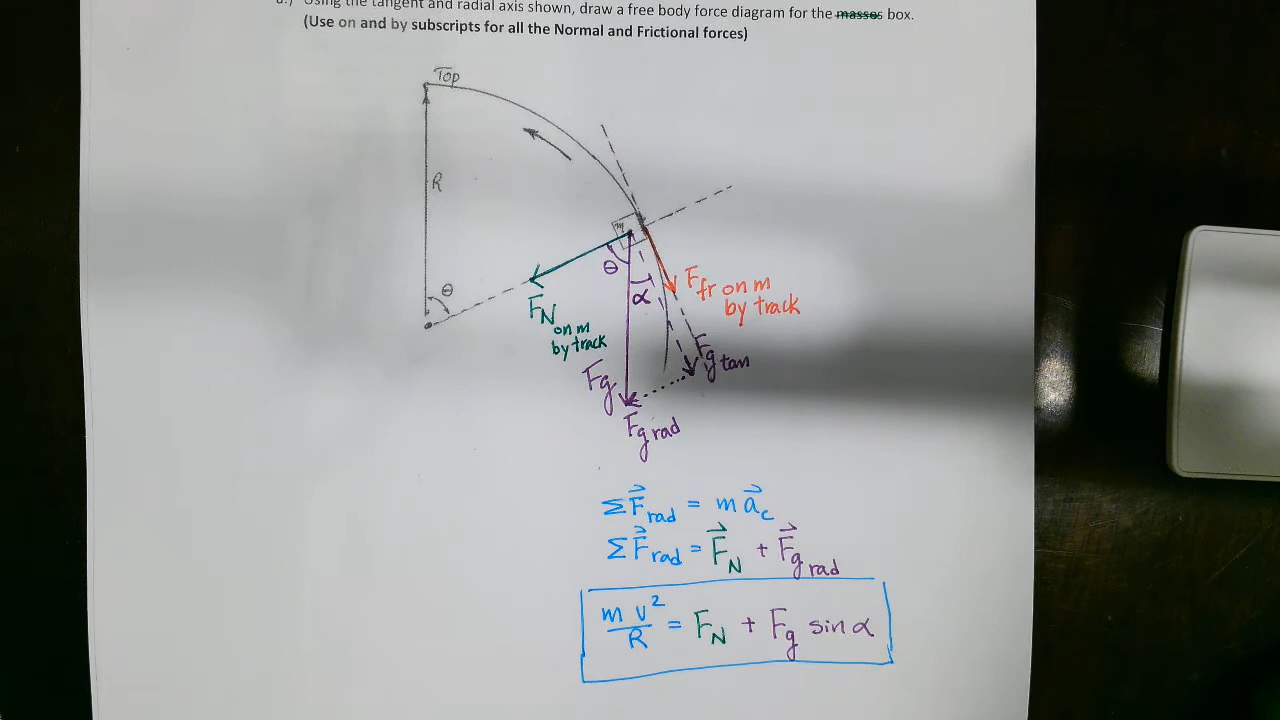 a.) Using the tangent and radial axis shown, draw a free body force diagram for the masses box.
(Use on and by subscripts for all the Normal and Frictional forces)
Top
R
m
θ
θ
α
F_fr on m
by track
F_N on m
by track
F_g tan
F_g
F_g rad
ΣF⃗_rad = m a⃗_c
ΣF⃗_rad = F⃗_N + F⃗_g rad
m v²/R = F_N + F_g sin α